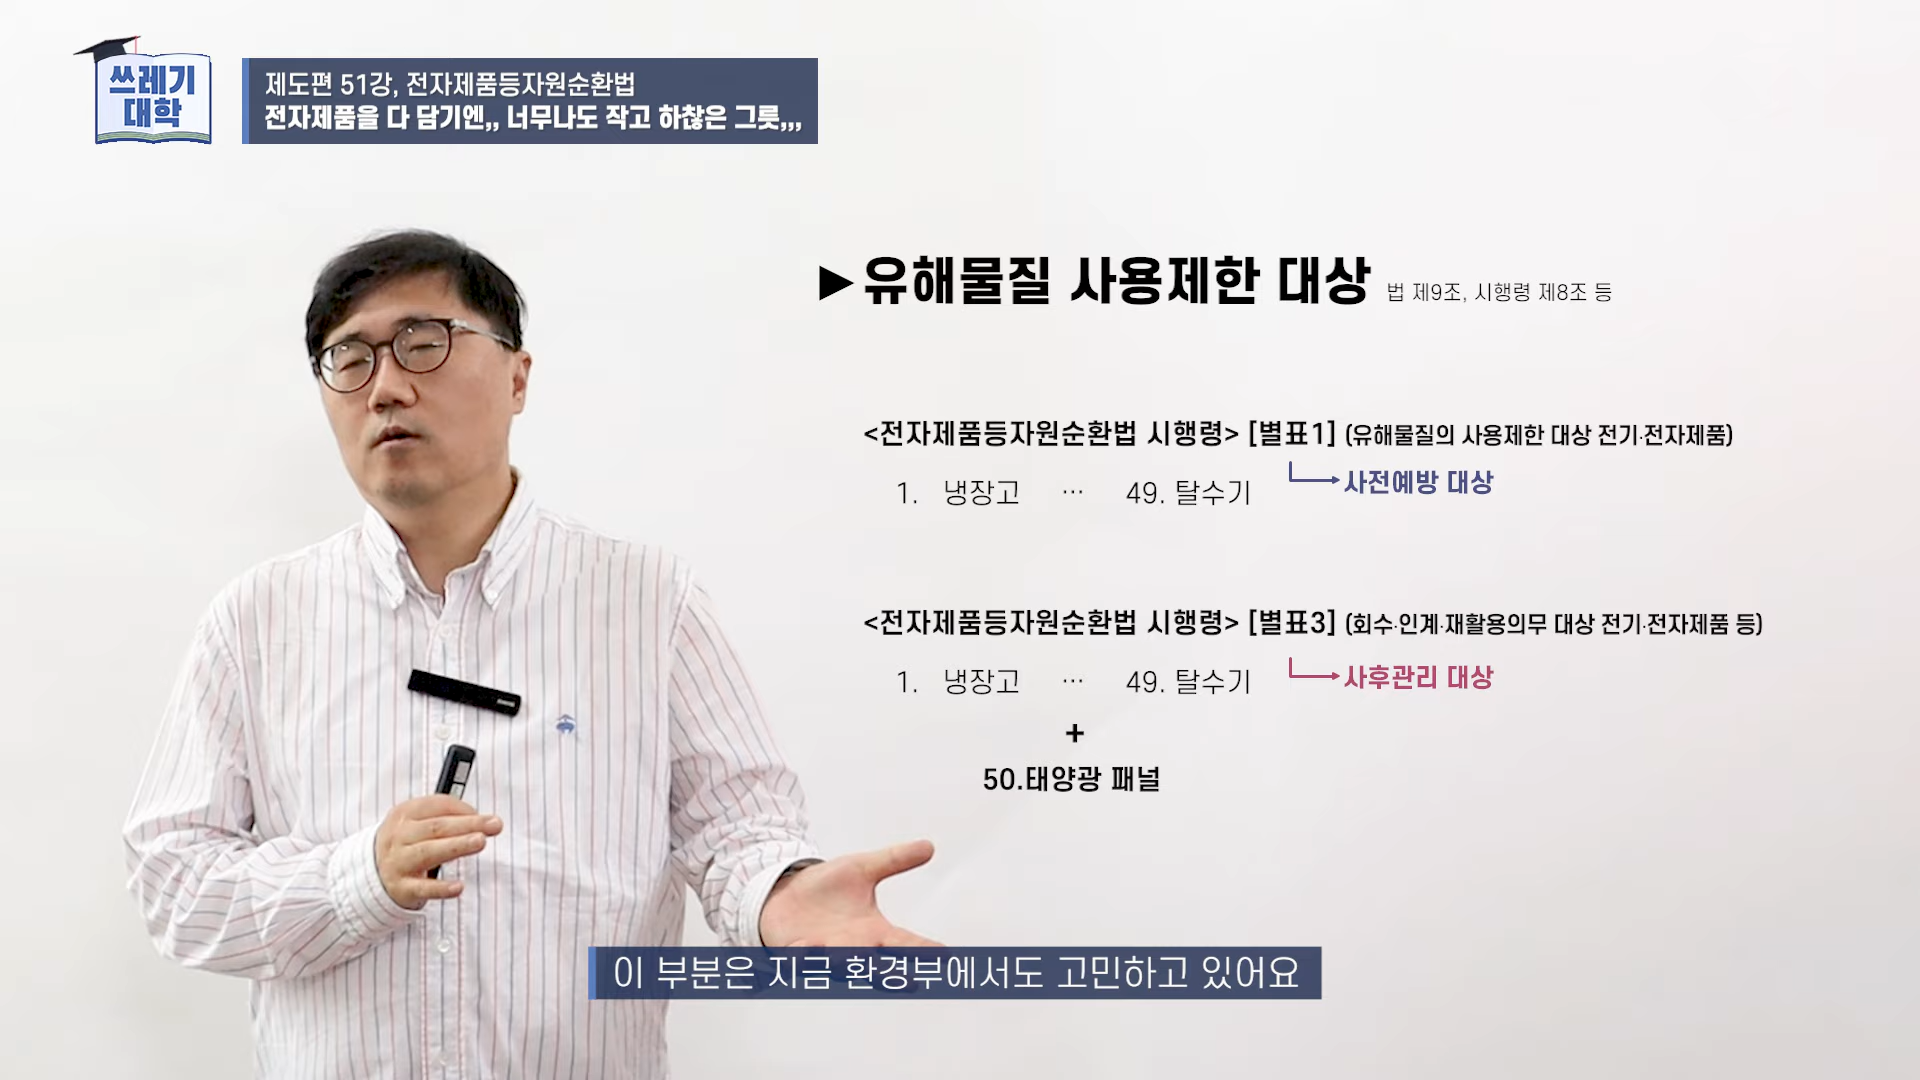 쓰레기
대학
제도편 51강, 전자제품등자원순환법
전자제품을 다 담기엔,, 너무나도 작고 하찮은 그릇,,,
▶유해물질 사용제한 대상 법 제9조, 시행령 제8조 등
<전자제품등자원순환법 시행령> [별표1] (유해물질의 사용제한 대상 전기·전자제품)
1. 냉장고 ··· 49. 탈수기
사전예방 대상
<전자제품등자원순환법 시행령> [별표3] (회수·인계·재활용의무 대상 전기·전자제품 등)
1. 냉장고 ··· 49. 탈수기
사후관리 대상
+
50.태양광 패널
이 부분은 지금 환경부에서도 고민하고 있어요